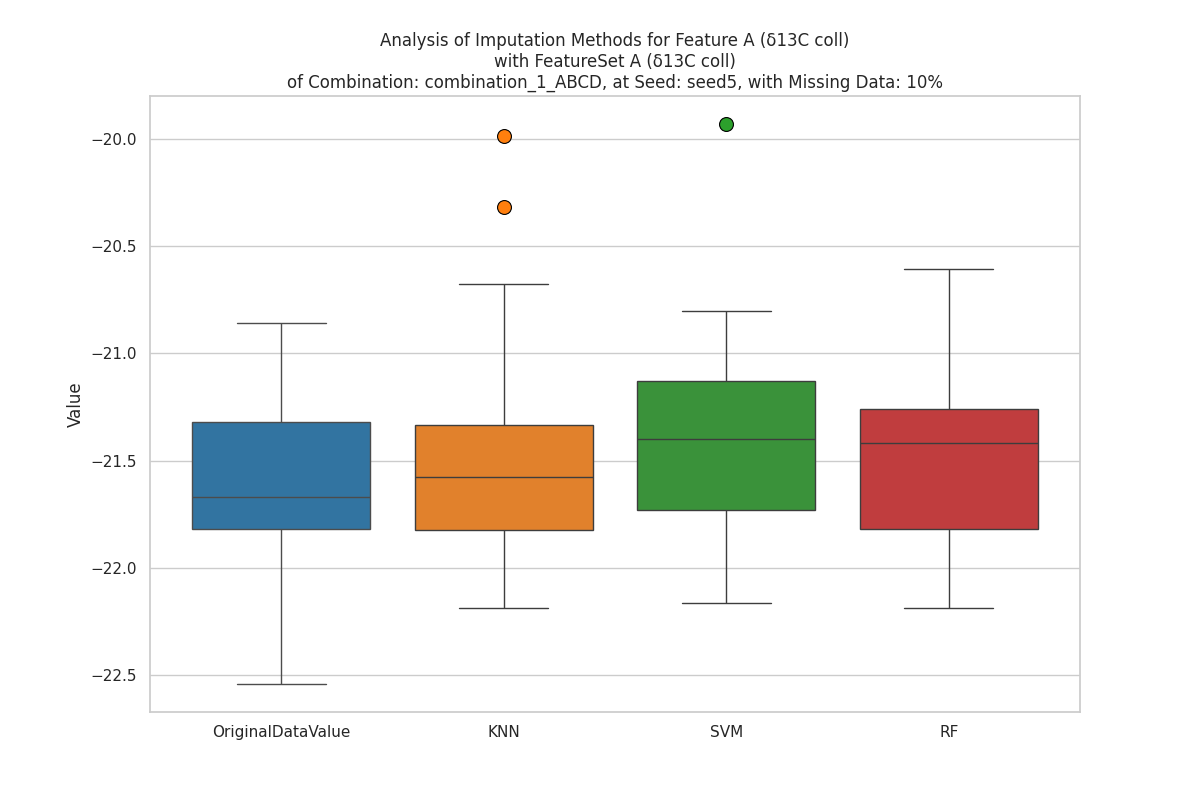 Analysis of Imputation Methods for Feature A (δ13C coll)
with FeatureSet A (δ13C coll)
of Combination: combination_1_ABCD, at Seed: seed5, with Missing Data: 10%
Value
−20.0
−20.5
−21.0
−21.5
−22.0
−22.5
OriginalDataValue KNN SVM RF